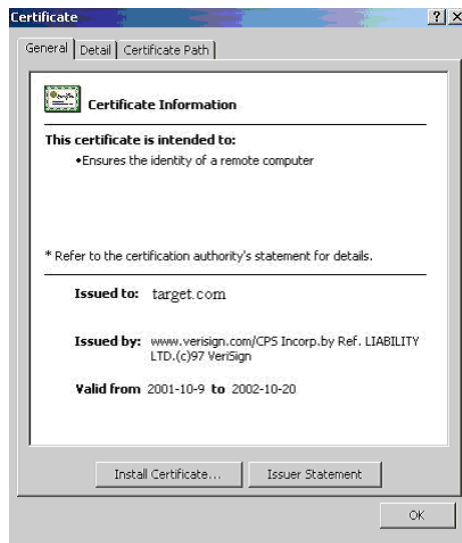 Certificate
General Detail Certificate Path
Certificate Information
This certificate is intended to:
•Ensures the identity of a remote computer
* Refer to the certification authority's statement for details.
Issued to: target.com
Issued by: www.verisign.com/CPS Incorp.by Ref. LIABILITY
LTD.(c)97 VeriSign
Valid from 2001-10-9 to 2002-10-20
Install Certificate... Issuer Statement
OK